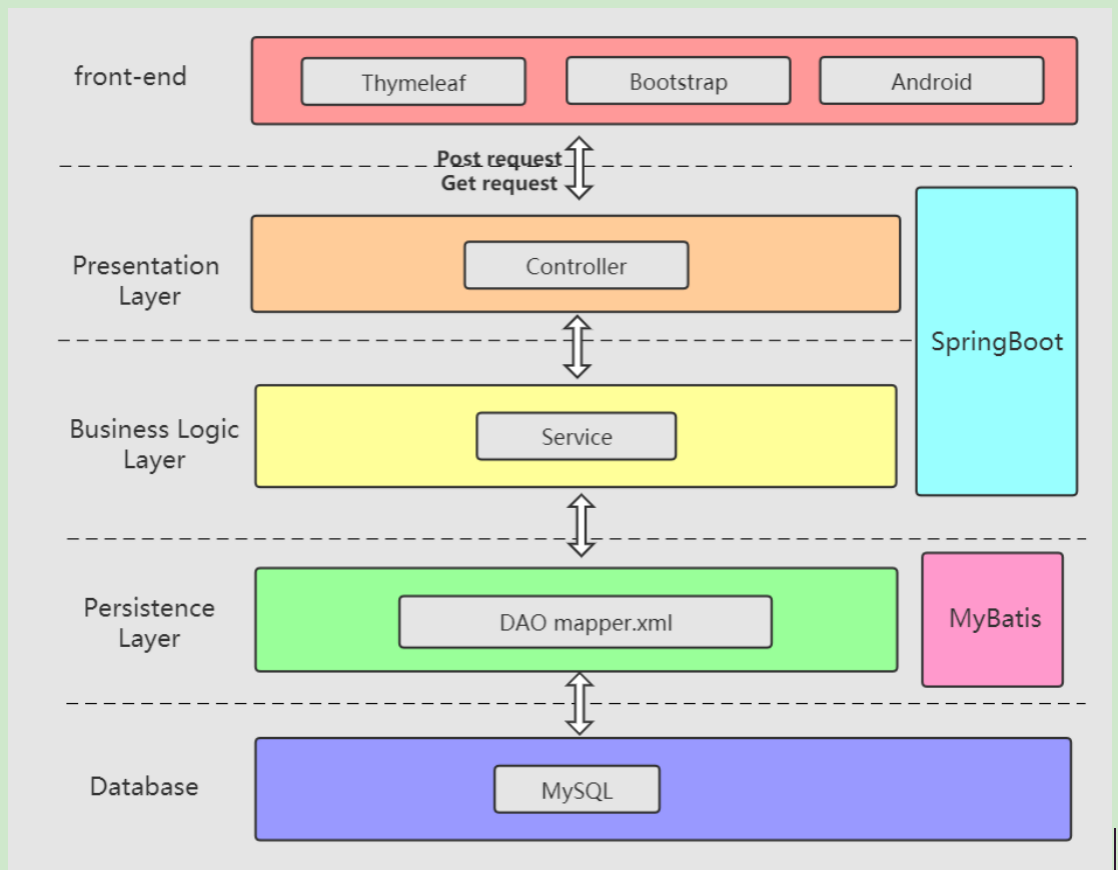 front-end
Thymeleaf
Bootstrap
Android
Post request
Get request
Presentation
Layer
Controller
SpringBoot
Business Logic
Layer
Service
Persistence
Layer
DAO mapper.xml
MyBatis
Database
MySQL